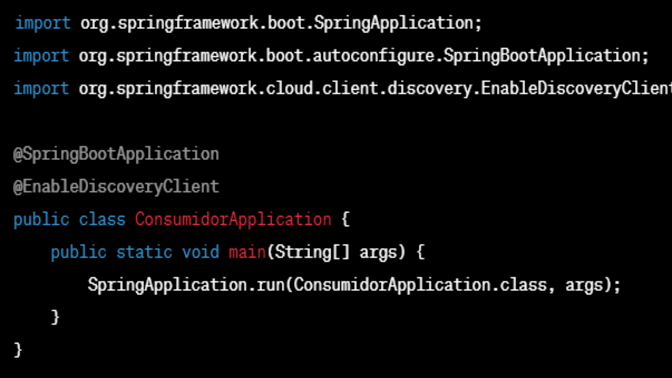 import org.springframework.boot.SpringApplication;
import org.springframework.boot.autoconfigure.SpringBootApplication;
import org.springframework.cloud.client.discovery.EnableDiscoveryClient
@SpringBootApplication
@EnableDiscoveryClient
public class ConsumidorApplication {
public static void main(String[] args) {
SpringApplication.run(ConsumidorApplication.class, args);
}
}